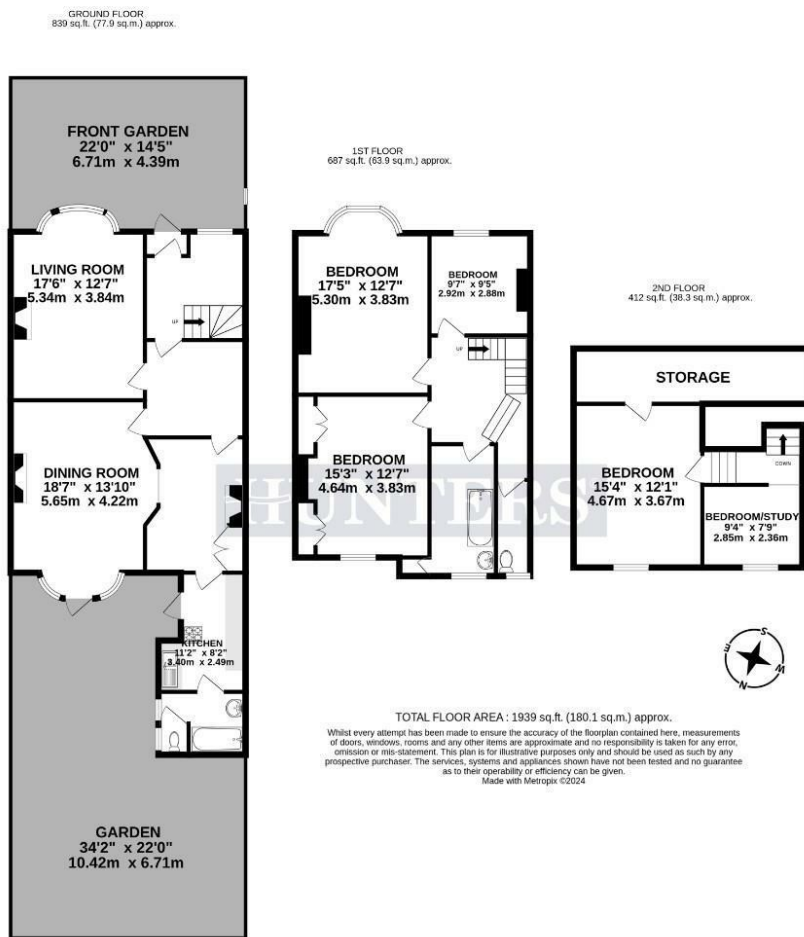 GROUND FLOOR
839 sq.ft. (77.9 sq.m.) approx.
FRONT GARDEN
22'0" x 14'5"
6.71m x 4.39m
LIVING ROOM
17'6" x 12'7"
5.34m x 3.84m
UP
DINING ROOM
18'7" x 13'10"
5.65m x 4.22m
KITCHEN
11'2" x 8'2"
3.40m x 2.49m
GARDEN
34'2" x 22'0"
10.42m x 6.71m
1ST FLOOR
687 sq.ft. (63.9 sq.m.) approx.
BEDROOM
17'5" x 12'7"
5.30m x 3.83m
BEDROOM
9'7" x 9'5"
2.92m x 2.88m
UP
BEDROOM
15'3" x 12'7"
4.64m x 3.83m
HUNTERS
2ND FLOOR
412 sq.ft. (38.3 sq.m.) approx.
STORAGE
BEDROOM
15'4" x 12'1"
4.67m x 3.67m
DOWN
BEDROOM/STUDY
9'4" x 7'9"
2.85m x 2.36m
S
E
W
N
TOTAL FLOOR AREA : 1939 sq.ft. (180.1 sq.m.) approx.
Whilst every attempt has been made to ensure the accuracy of the floorplan contained here, measurements
of doors, windows, rooms and any other items are approximate and no responsibility is taken for any error,
omission or mis-statement. This plan is for illustrative purposes only and should be used as such by any
prospective purchaser. The services, systems and appliances shown have not been tested and no guarantee
as to their operability or efficiency can be given.
Made with Metropix ©2024